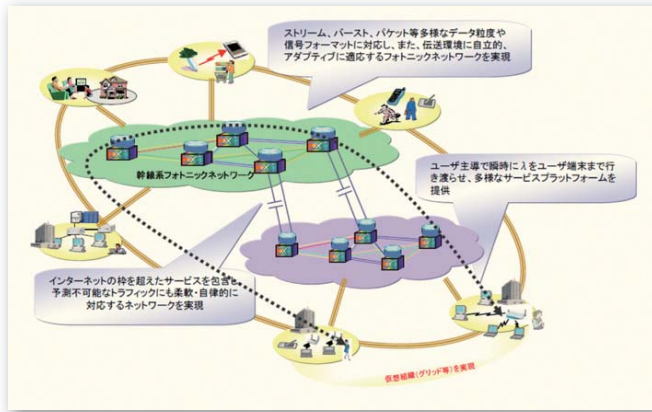 ストリーム、バースト、パケット等多様なデータ粒度や
信号フォーマットに対応し、また、伝送環境に自立的、
アダプティブに適応するフォトニックネットワークを実現
ユーザ主導で瞬時にλをユーザ端末まで行
き渡らせ、多様なサービスプラットフォームを
提供
幹線系フォトニックネットワーク
インターネットの枠を超えたサービスを包含し
予測不可能なトラフィックにも柔軟・自律的に
対応するネットワークを実現
仮想組織(グリッド等)を実現